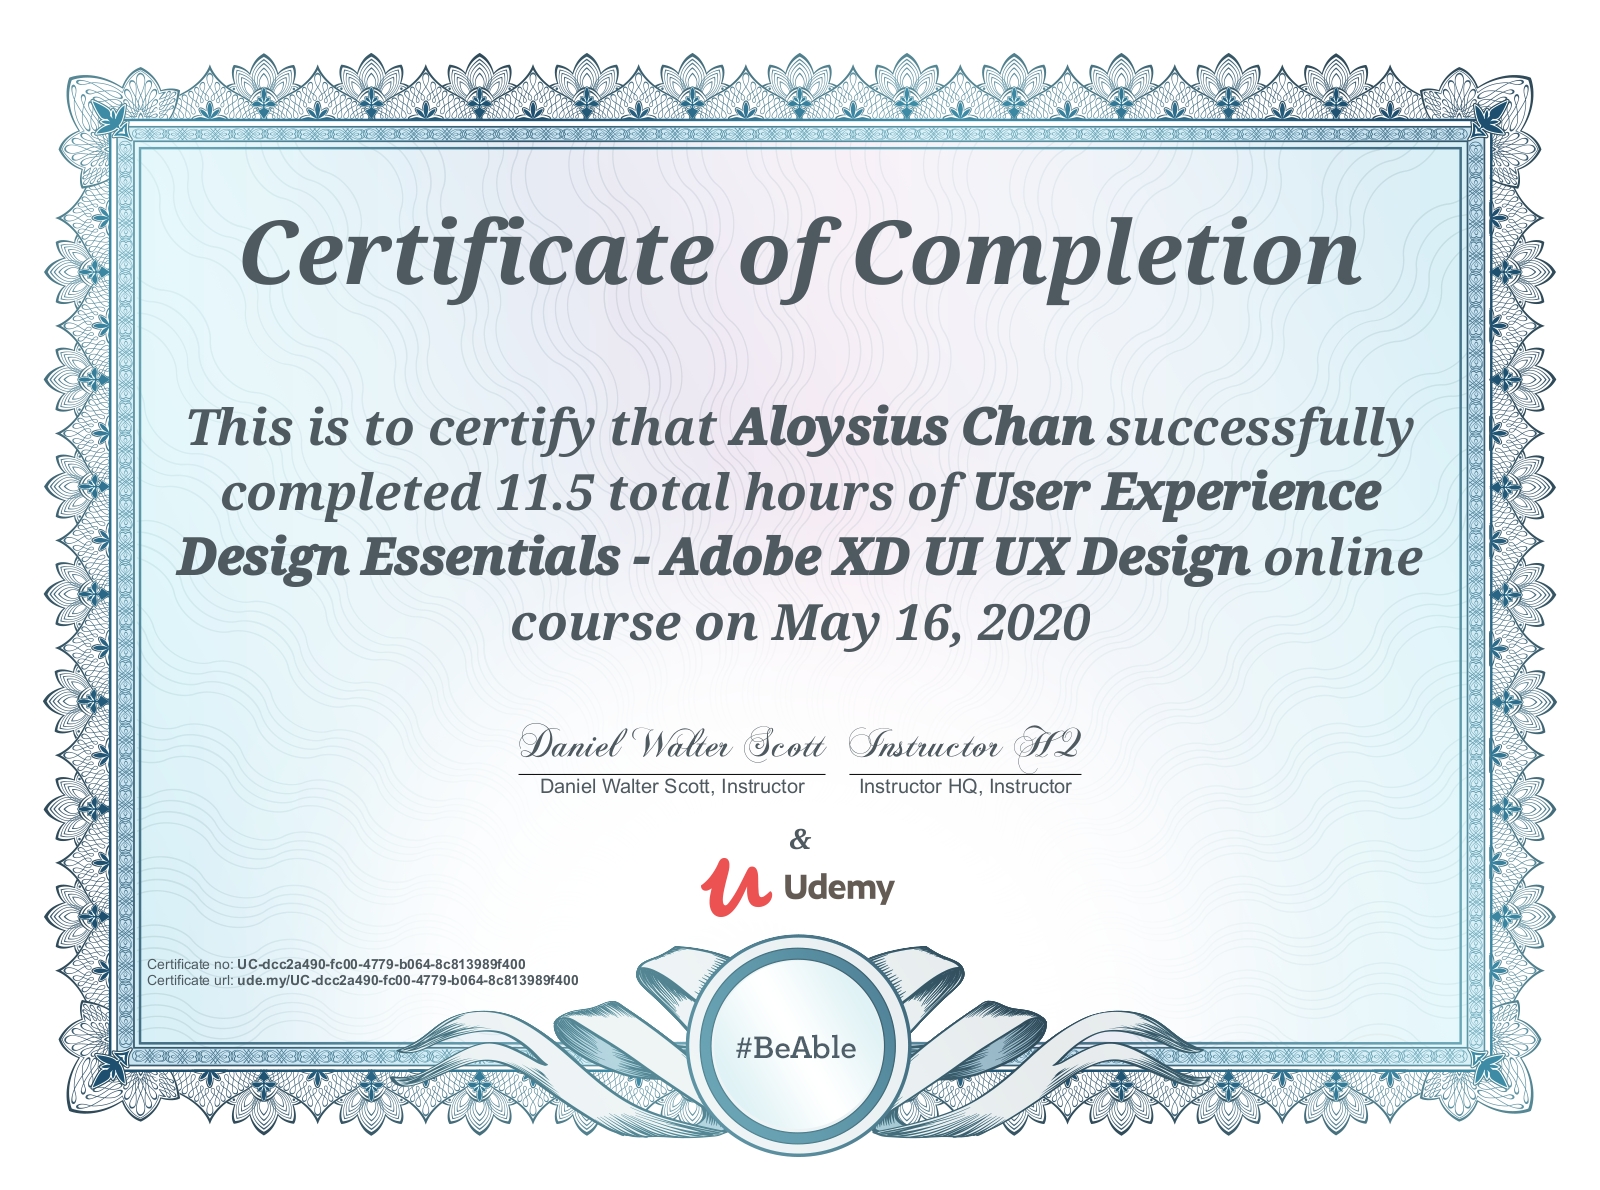 Certificate of Completion
This is to certify that Aloysius Chan successfully
completed 11.5 total hours of User Experience
Design Essentials - Adobe XD UI UX Design online
course on May 16, 2020
Daniel Walter Scott Instructor HQ
Daniel Walter Scott, Instructor Instructor HQ, Instructor
&
Udemy
Certificate no: UC-dcc2a490-fc00-4779-b064-8c813989f400
Certificate url: ude.my/UC-dcc2a490-fc00-4779-b064-8c813989f400
#BeAble